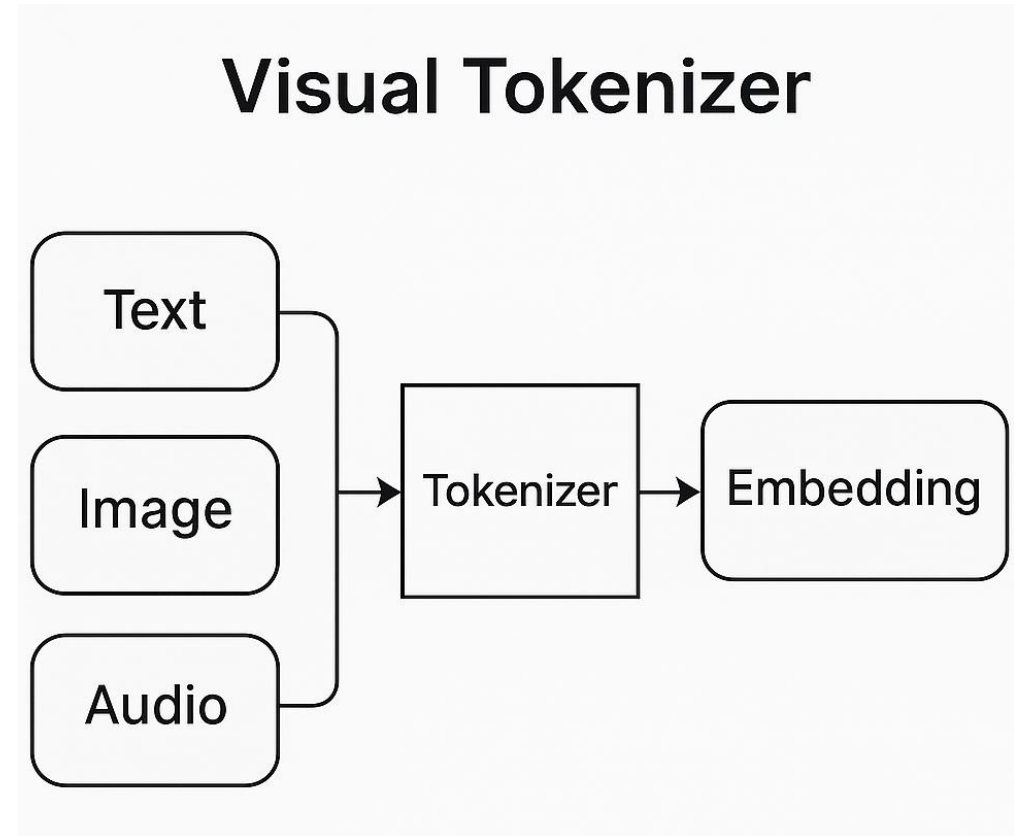 Visual Tokenizer
Text
Image
Audio
Tokenizer
Embedding